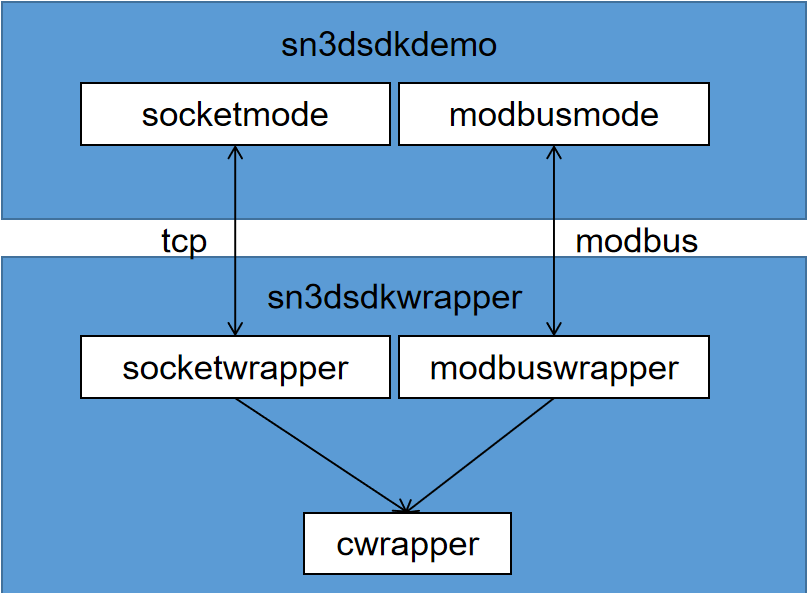 sn3dsdkdemo
socketmode
modbusmode
tcp
modbus
sn3dsdkwrapper
socketwrapper
modbuswrapper
cwrapper